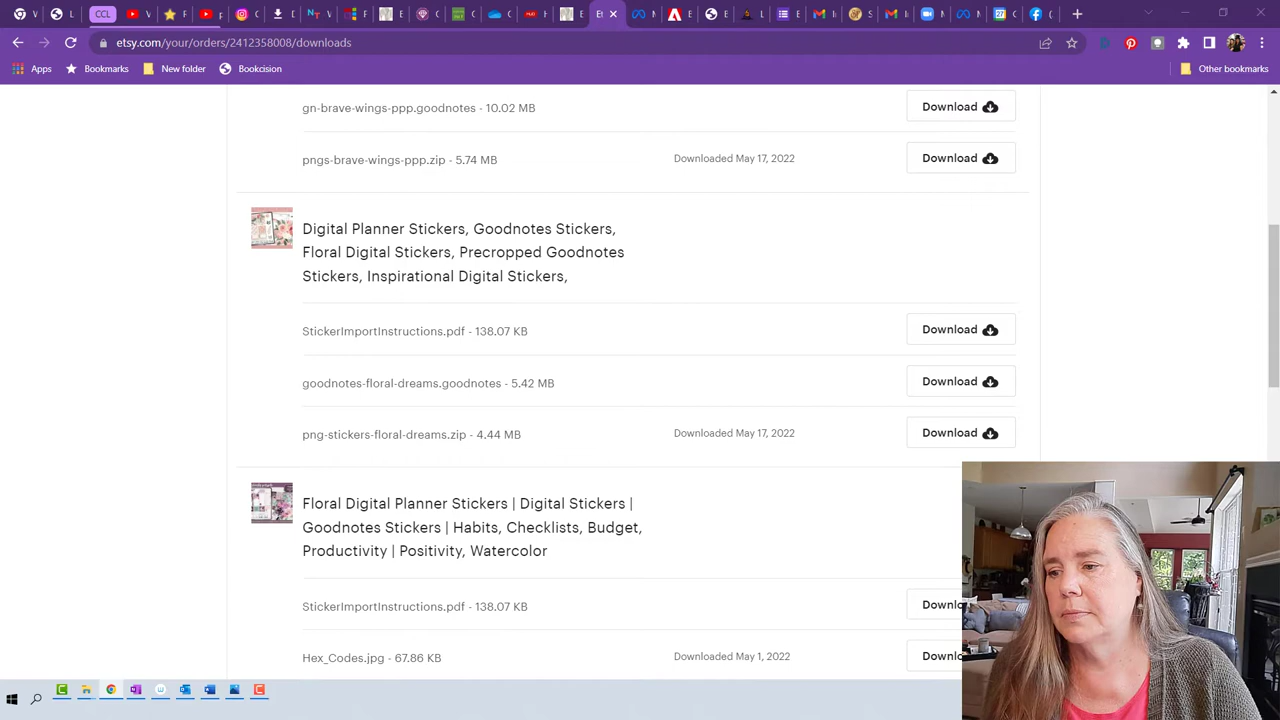 CCL
etsy.com/your/orders/2412358008/downloads
Apps
Bookmarks
New folder
Bookcision
Other bookmarks
gn-brave-wings-ppp.goodnotes - 10.02 MB
Download
pngs-brave-wings-ppp.zip - 5.74 MB
Downloaded May 17, 2022
Download
Digital Planner Stickers, Goodnotes Stickers,
Floral Digital Stickers, Precropped Goodnotes
Stickers, Inspirational Digital Stickers,
StickerImportInstructions.pdf - 138.07 KB
Download
goodnotes-floral-dreams.goodnotes - 5.42 MB
Download
png-stickers-floral-dreams.zip - 4.44 MB
Downloaded May 17, 2022
Download
Floral Digital Planner Stickers | Digital Stickers |
Goodnotes Stickers | Habits, Checklists, Budget,
Productivity | Positivity, Watercolor
StickerImportInstructions.pdf - 138.07 KB
Downlo
Hex_Codes.jpg - 67.86 KB
Downloaded May 1, 2022
Downlo